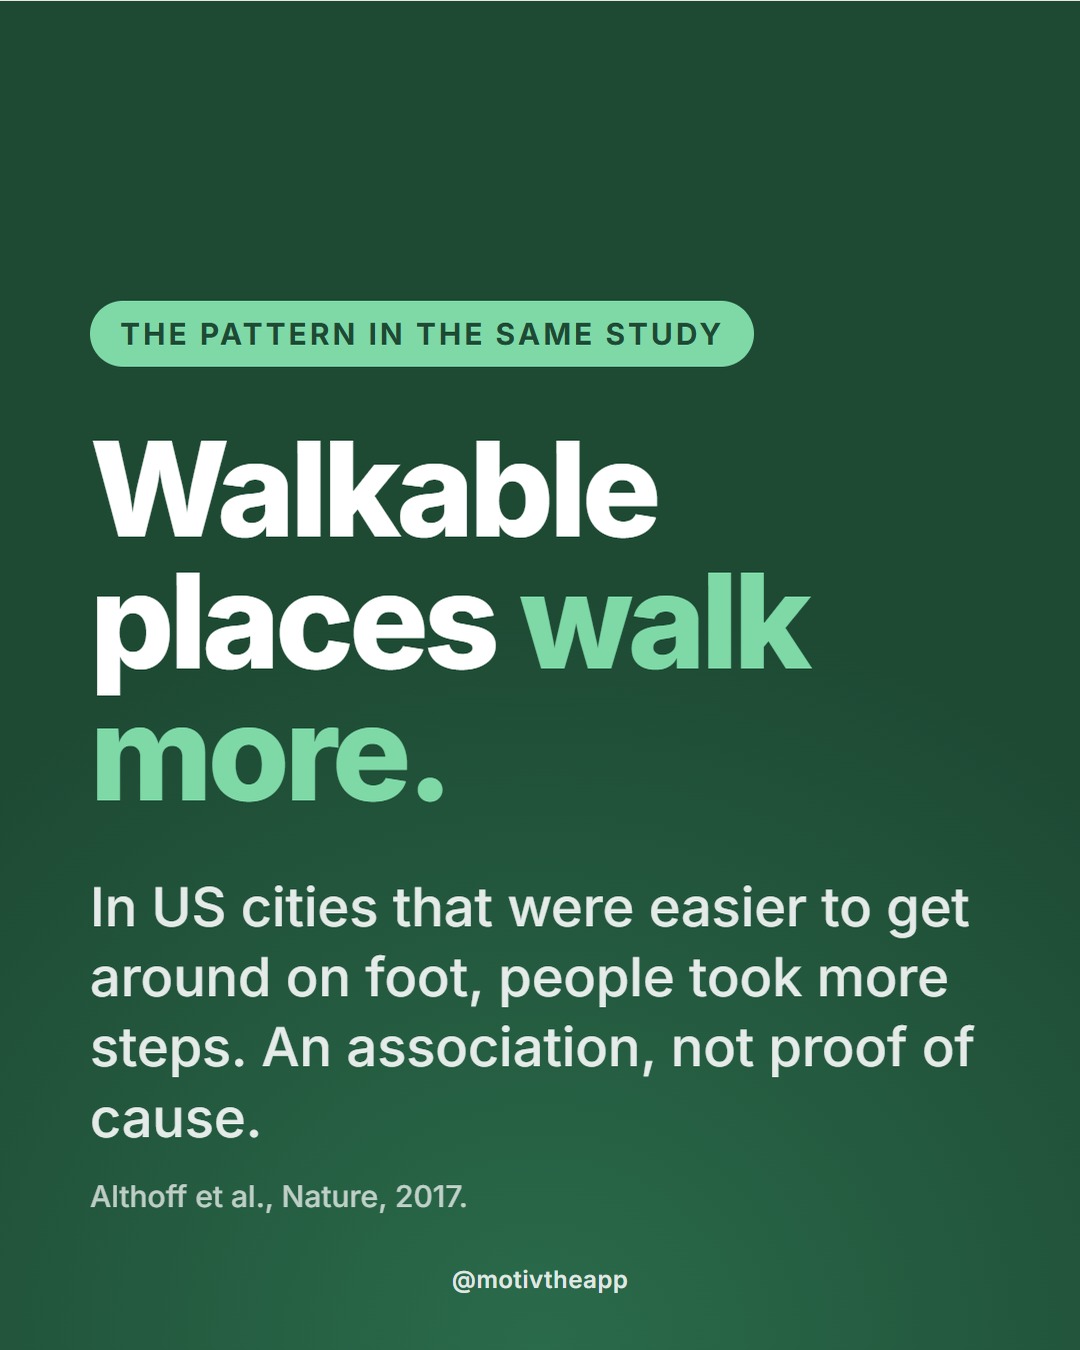 THE PATTERN IN THE SAME STUDY
Walkable
places walk
more.
In US cities that were easier to get
around on foot, people took more
steps. An association, not proof of
cause.
Althoff et al., Nature, 2017.
@motivtheapp